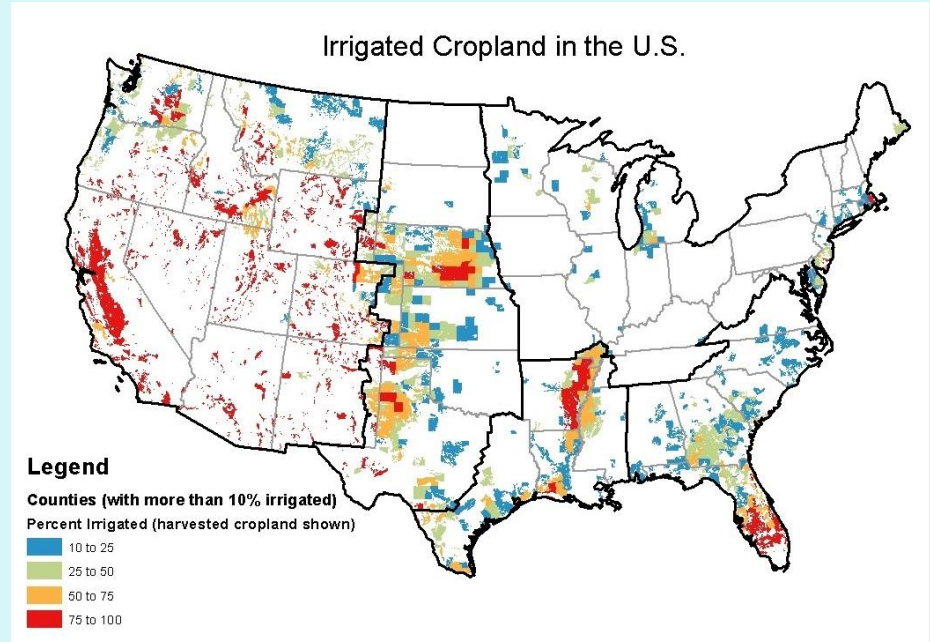 Irrigated Cropland in the U.S.
Legend
Counties (with more than 10% irrigated)
Percent Irrigated (harvested cropland shown)
10 to 25
25 to 50
50 to 75
75 to 100